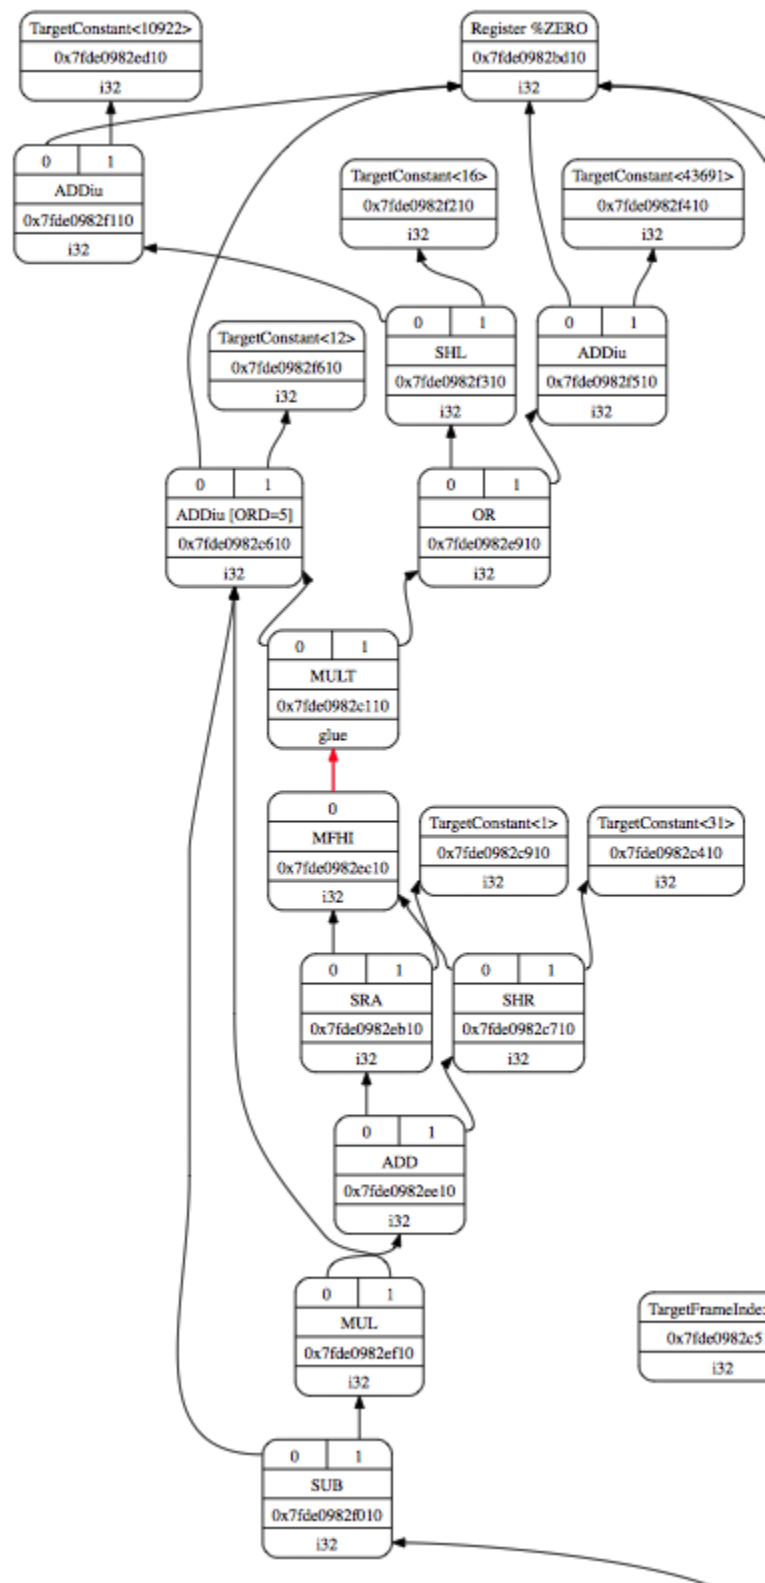 TargetConstant<10922>
0x7fde0982ed10
i32
Register %ZERO
0x7fde0982bd10
i32
0 1
ADDiu
0x7fde0982f110
i32
TargetConstant<16>
0x7fde0982f210
i32
TargetConstant<43691>
0x7fde0982f410
i32
TargetConstant<12>
0x7fde0982f610
i32
0 1
SHL
0x7fde0982f310
i32
0 1
ADDiu
0x7fde0982f510
i32
0 1
ADDiu [ORD=5]
0x7fde0982c610
i32
0 1
OR
0x7fde0982e910
i32
0 1
MULT
0x7fde0982c110
glue
0
MFHI
0x7fde0982ec10
i32
TargetConstant<1>
0x7fde0982c910
i32
TargetConstant<31>
0x7fde0982c410
i32
0 1
SRA
0x7fde0982eb10
i32
0 1
SHR
0x7fde0982c710
i32
0 1
ADD
0x7fde0982ee10
i32
0 1
MUL
0x7fde0982ef10
i32
TargetFrameIndex
0x7fde0982c5
i32
0 1
SUB
0x7fde0982f010
i32